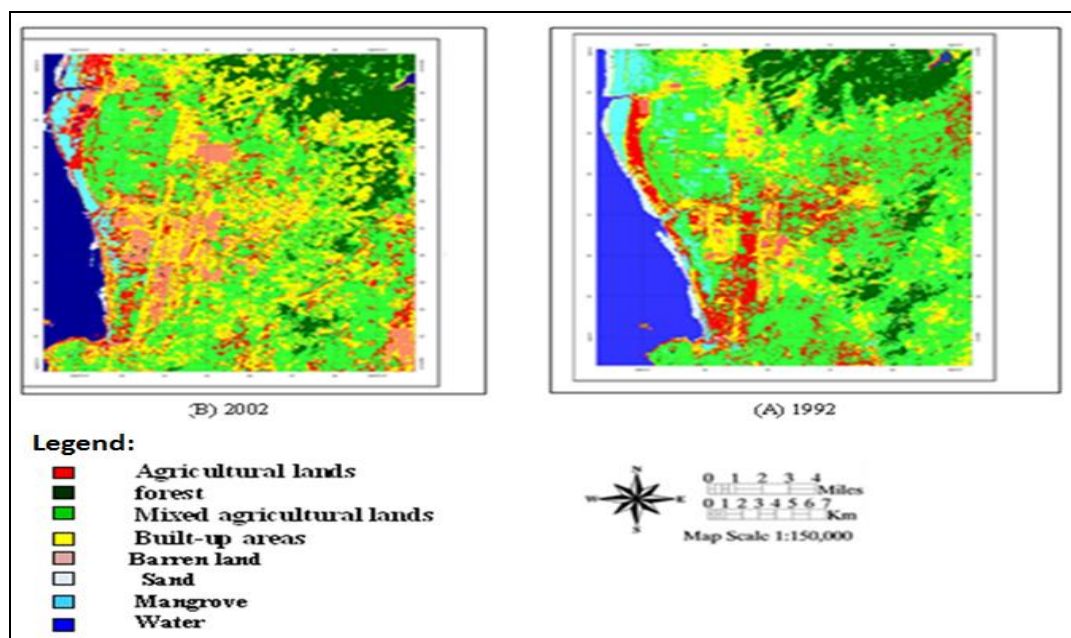 (B) 2002
(A) 1992
Legend:
Agricultural lands
forest
Mixed agricultural lands
Built-up areas
Barren land
Sand
Mangrove
Water
N
W E
S
0 1 2 3 4
Miles
0 1 2 3 4 5 6 7
Km
Map Scale 1:150,000